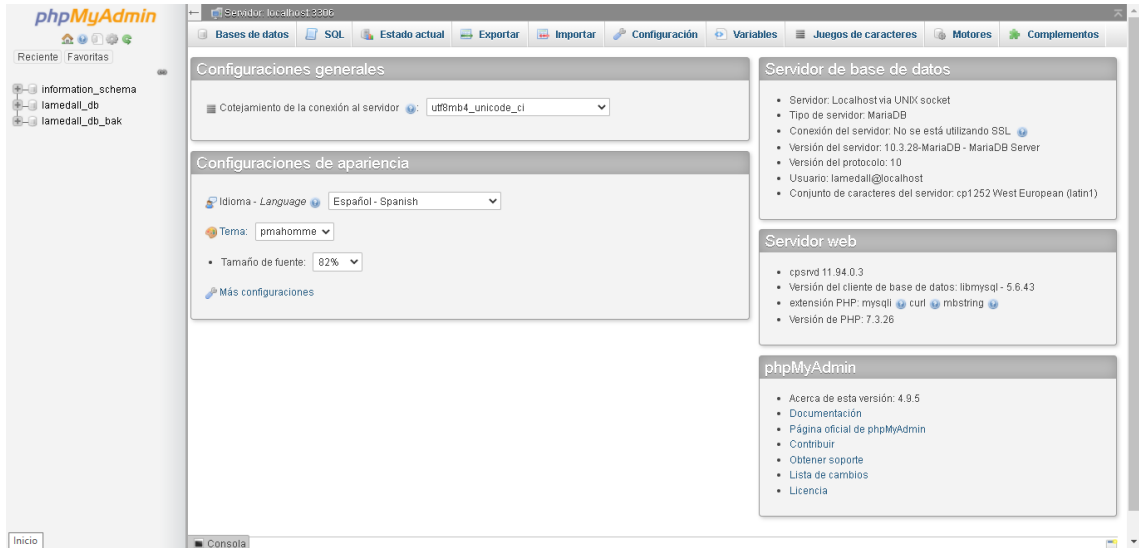 phpMyAdmin
Reciente Favoritas
information_schema
lamedall_db
lamedall_db_bak
Inicio
Servidor: localhost:3306
Bases de datos SQL Estado actual Exportar Importar Configuración Variables Juegos de caracteres Motores Complementos
Configuraciones generales
Cotejamiento de la conexión al servidor : utf8mb4_unicode_ci
Configuraciones de apariencia
Idioma - Language Español - Spanish
Tema: pmahomme
Tamaño de fuente: 82%
Más configuraciones
Servidor de base de datos
Servidor: Localhost via UNIX socket
Tipo de servidor: MariaDB
Conexión del servidor: No se está utilizando SSL
Versión del servidor: 10.3.28-MariaDB - MariaDB Server
Versión del protocolo: 10
Usuario: lamedall@localhost
Conjunto de caracteres del servidor: cp1252 West European (latin1)
Servidor web
cpsrvd 11.94.0.3
Versión del cliente de base de datos: libmysql - 5.6.43
extensión PHP: mysqli curl mbstring
Versión de PHP: 7.3.26
phpMyAdmin
Acerca de esta versión: 4.9.5
Documentación
Página oficial de phpMyAdmin
Contribuir
Obtener soporte
Lista de cambios
Licencia
Consola